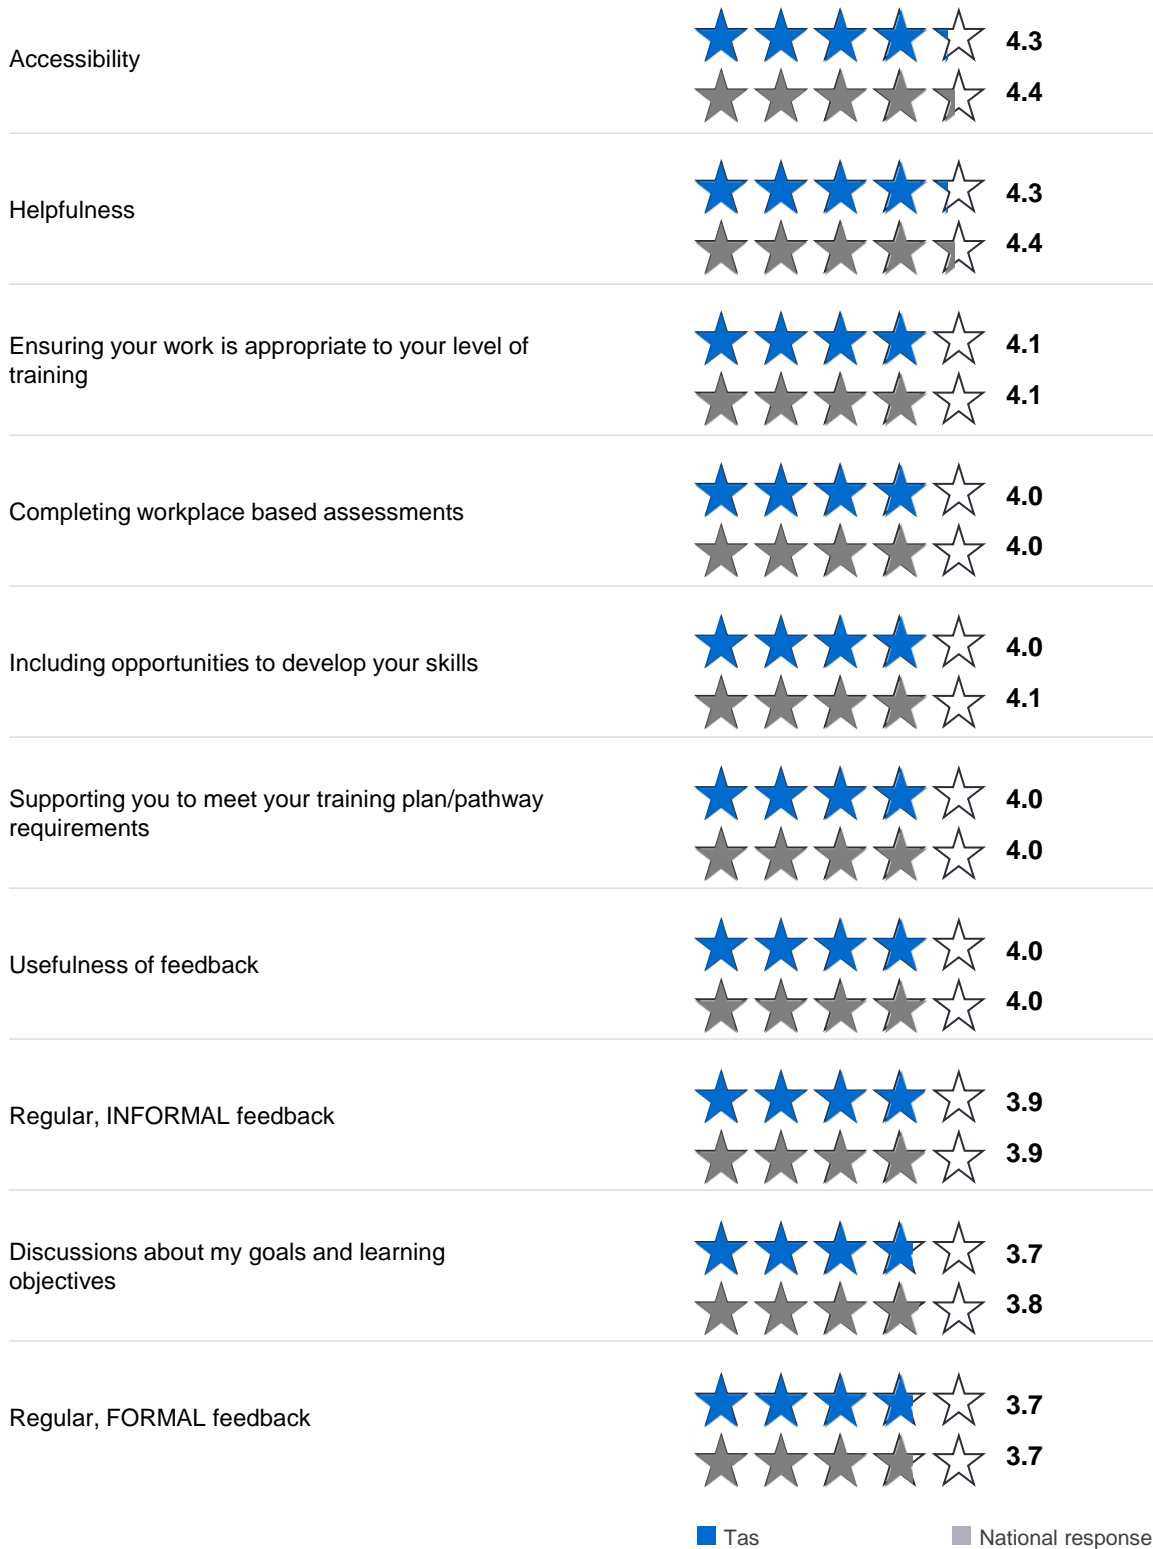 Accessibility
4.3
4.4
Helpfulness
4.3
4.4
Ensuring your work is appropriate to your level of
training
4.1
4.1
Completing workplace based assessments
4.0
4.0
Including opportunities to develop your skills
4.0
4.1
Supporting you to meet your training plan/pathway
requirements
4.0
4.0
Usefulness of feedback
4.0
4.0
Regular, INFORMAL feedback
3.9
3.9
Discussions about my goals and learning
objectives
3.7
3.8
Regular, FORMAL feedback
3.7
3.7
Tas
National response